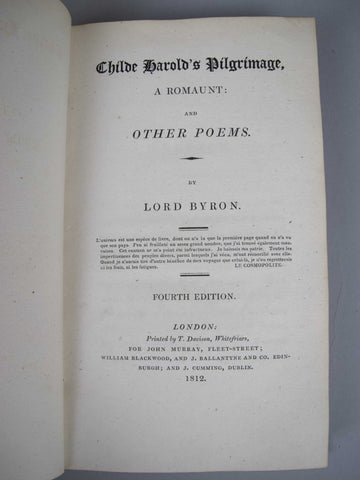 Childe Harold's Pilgrimage,
A ROMAUNT:
AND
OTHER POEMS.
BY
LORD BYRON.
L'univers est une espèce de livre, dont on n'a lu que la première page quand on n'a vu
que son pays. J'en ai feuilleté un assez grand nombre, que j'ai trouvé également mau-
vaises. Cet examen ne m'a point été infructueux. Je haïssais ma patrie. Toutes les
impertinences des peuples divers, parmi lesquels j'ai vécu, m'ont réconcilié avec elle.
Quand je n'aurais tiré d'autre bénéfice de mes voyages que celui-là, je n'en regretterais
ni les frais, ni les fatigues.
LE COSMOPOLITE.
FOURTH EDITION.
LONDON:
Printed by T. Davison, Whitefriars,
FOR JOHN MURRAY, FLEET-STREET;
WILLIAM BLACKWOOD, AND J. BALLANTYNE AND CO. EDIN-
BURGH; AND J. CUMMING, DUBLIN.
1812.